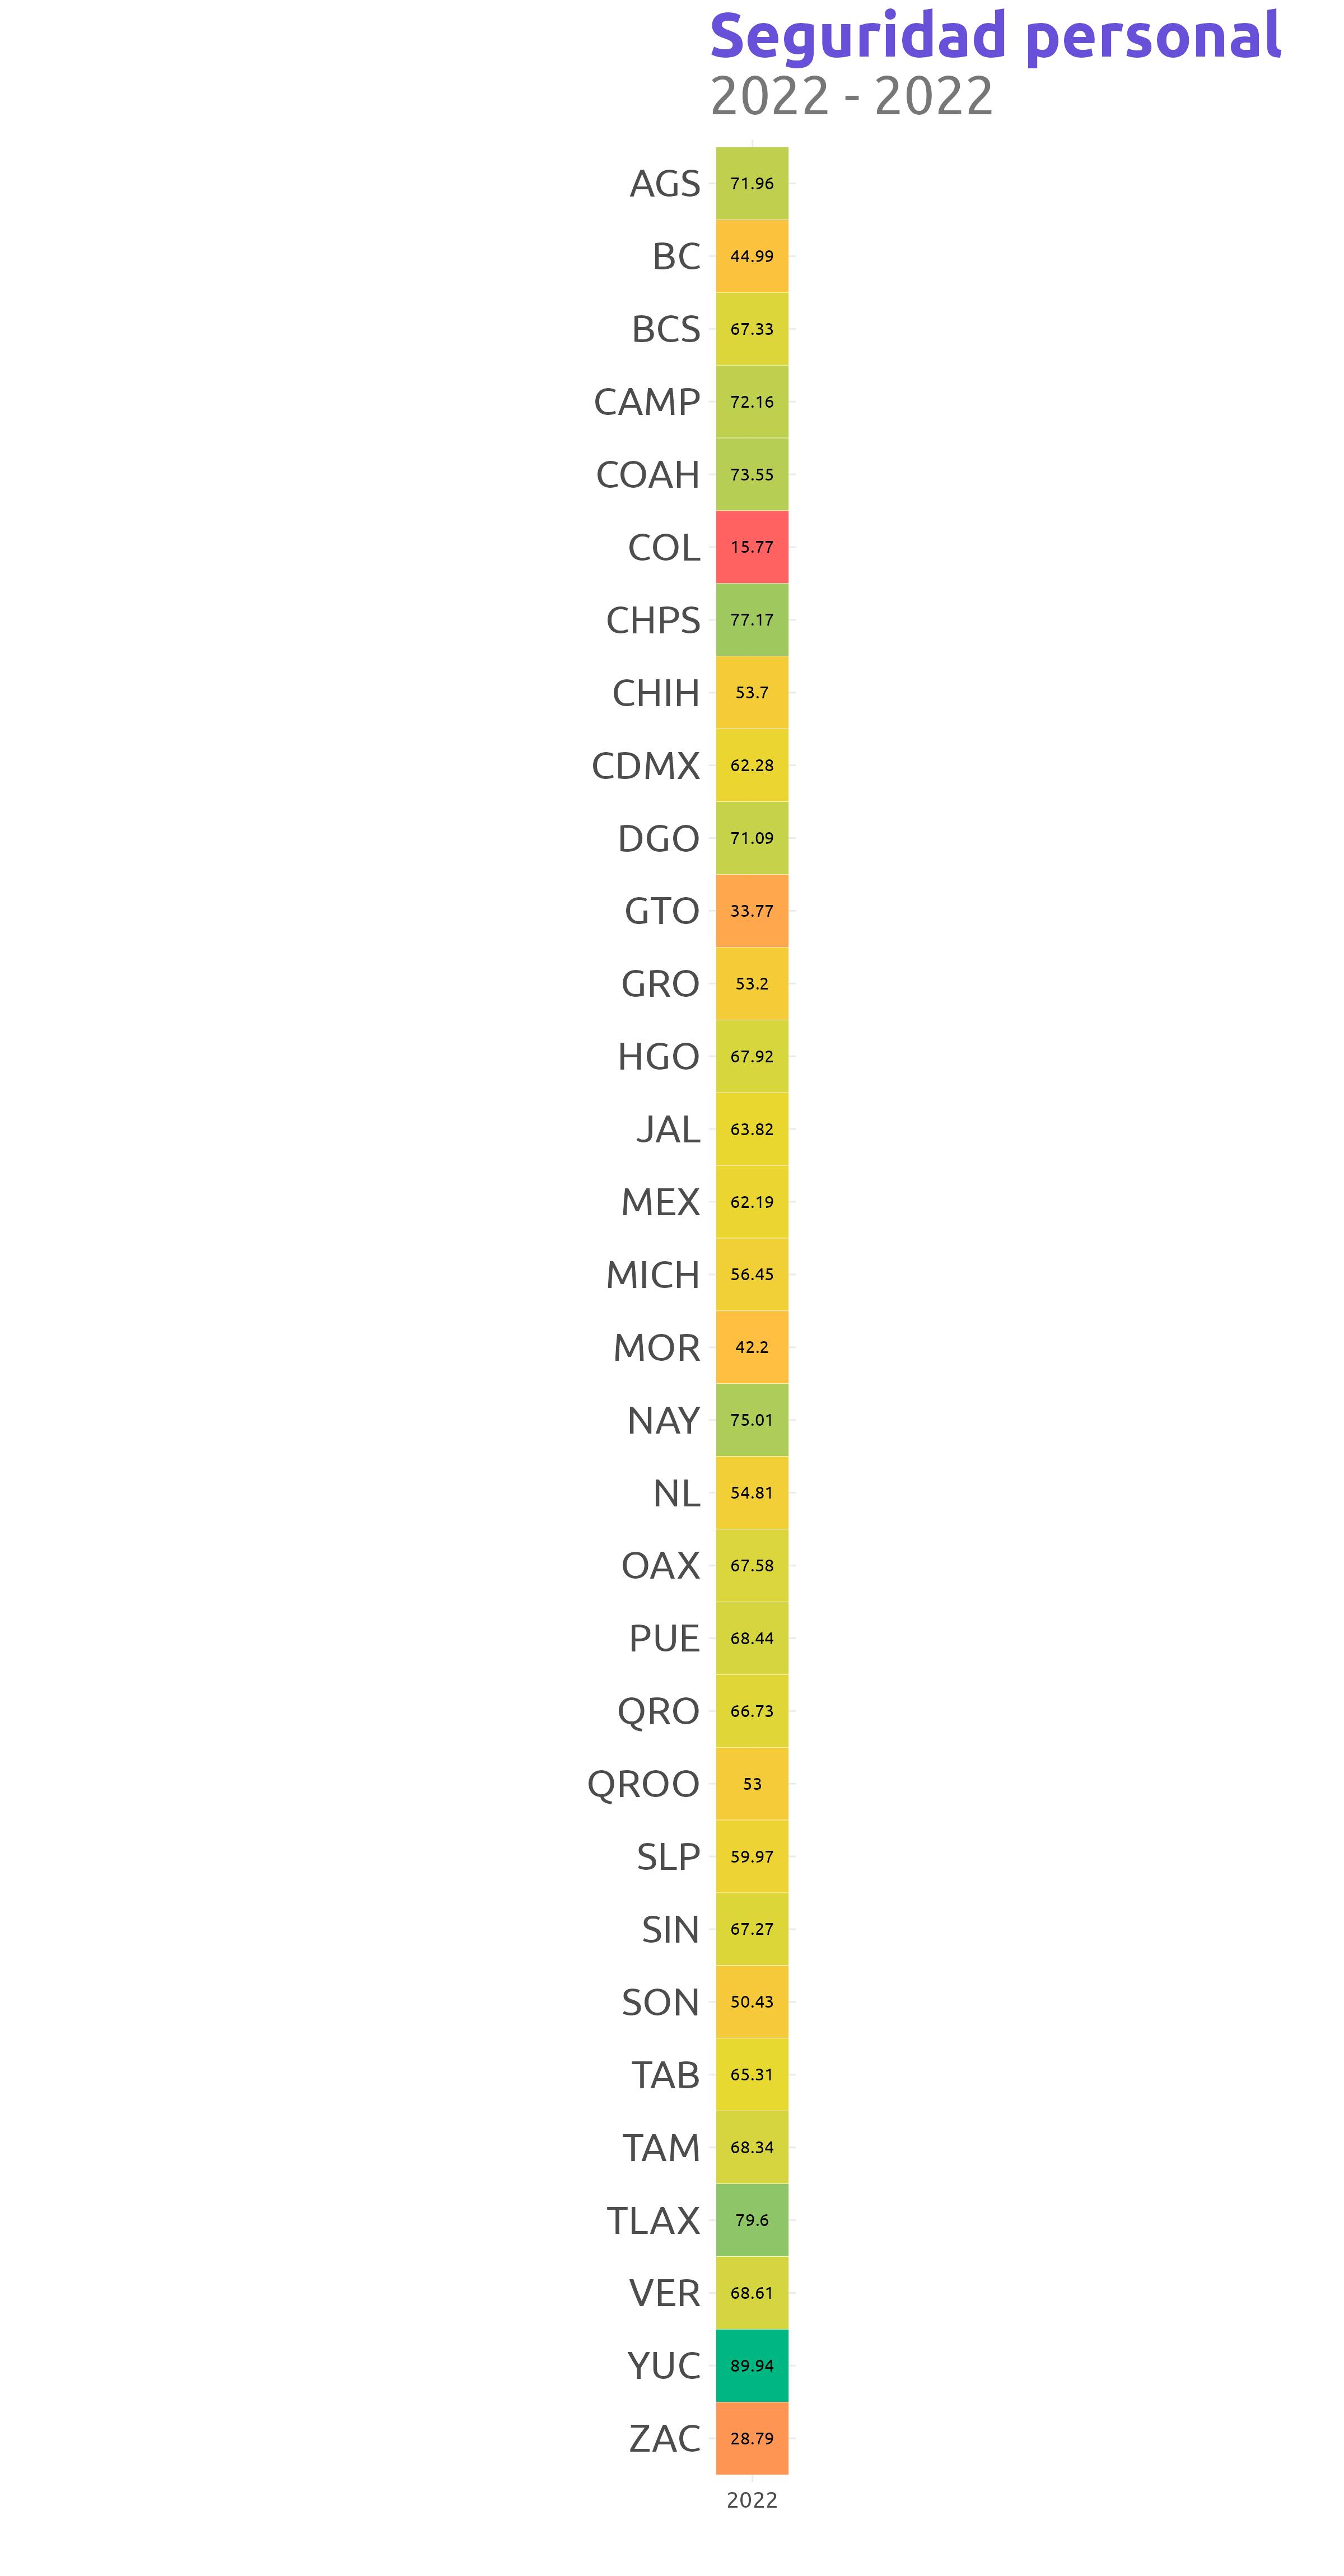 Seguridad personal
2022 - 2022
AGS 71.96
BC 44.99
BCS 67.33
CAMP 72.16
COAH 73.55
COL 15.77
CHPS 77.17
CHIH 53.7
CDMX 62.28
DGO 71.09
GTO 33.77
GRO 53.2
HGO 67.92
JAL 63.82
MEX 62.19
MICH 56.45
MOR 42.2
NAY 75.01
NL 54.81
OAX 67.58
PUE 68.44
QRO 66.73
QROO 53
SLP 59.97
SIN 67.27
SON 50.43
TAB 65.31
TAM 68.34
TLAX 79.6
VER 68.61
YUC 89.94
ZAC 28.79
2022